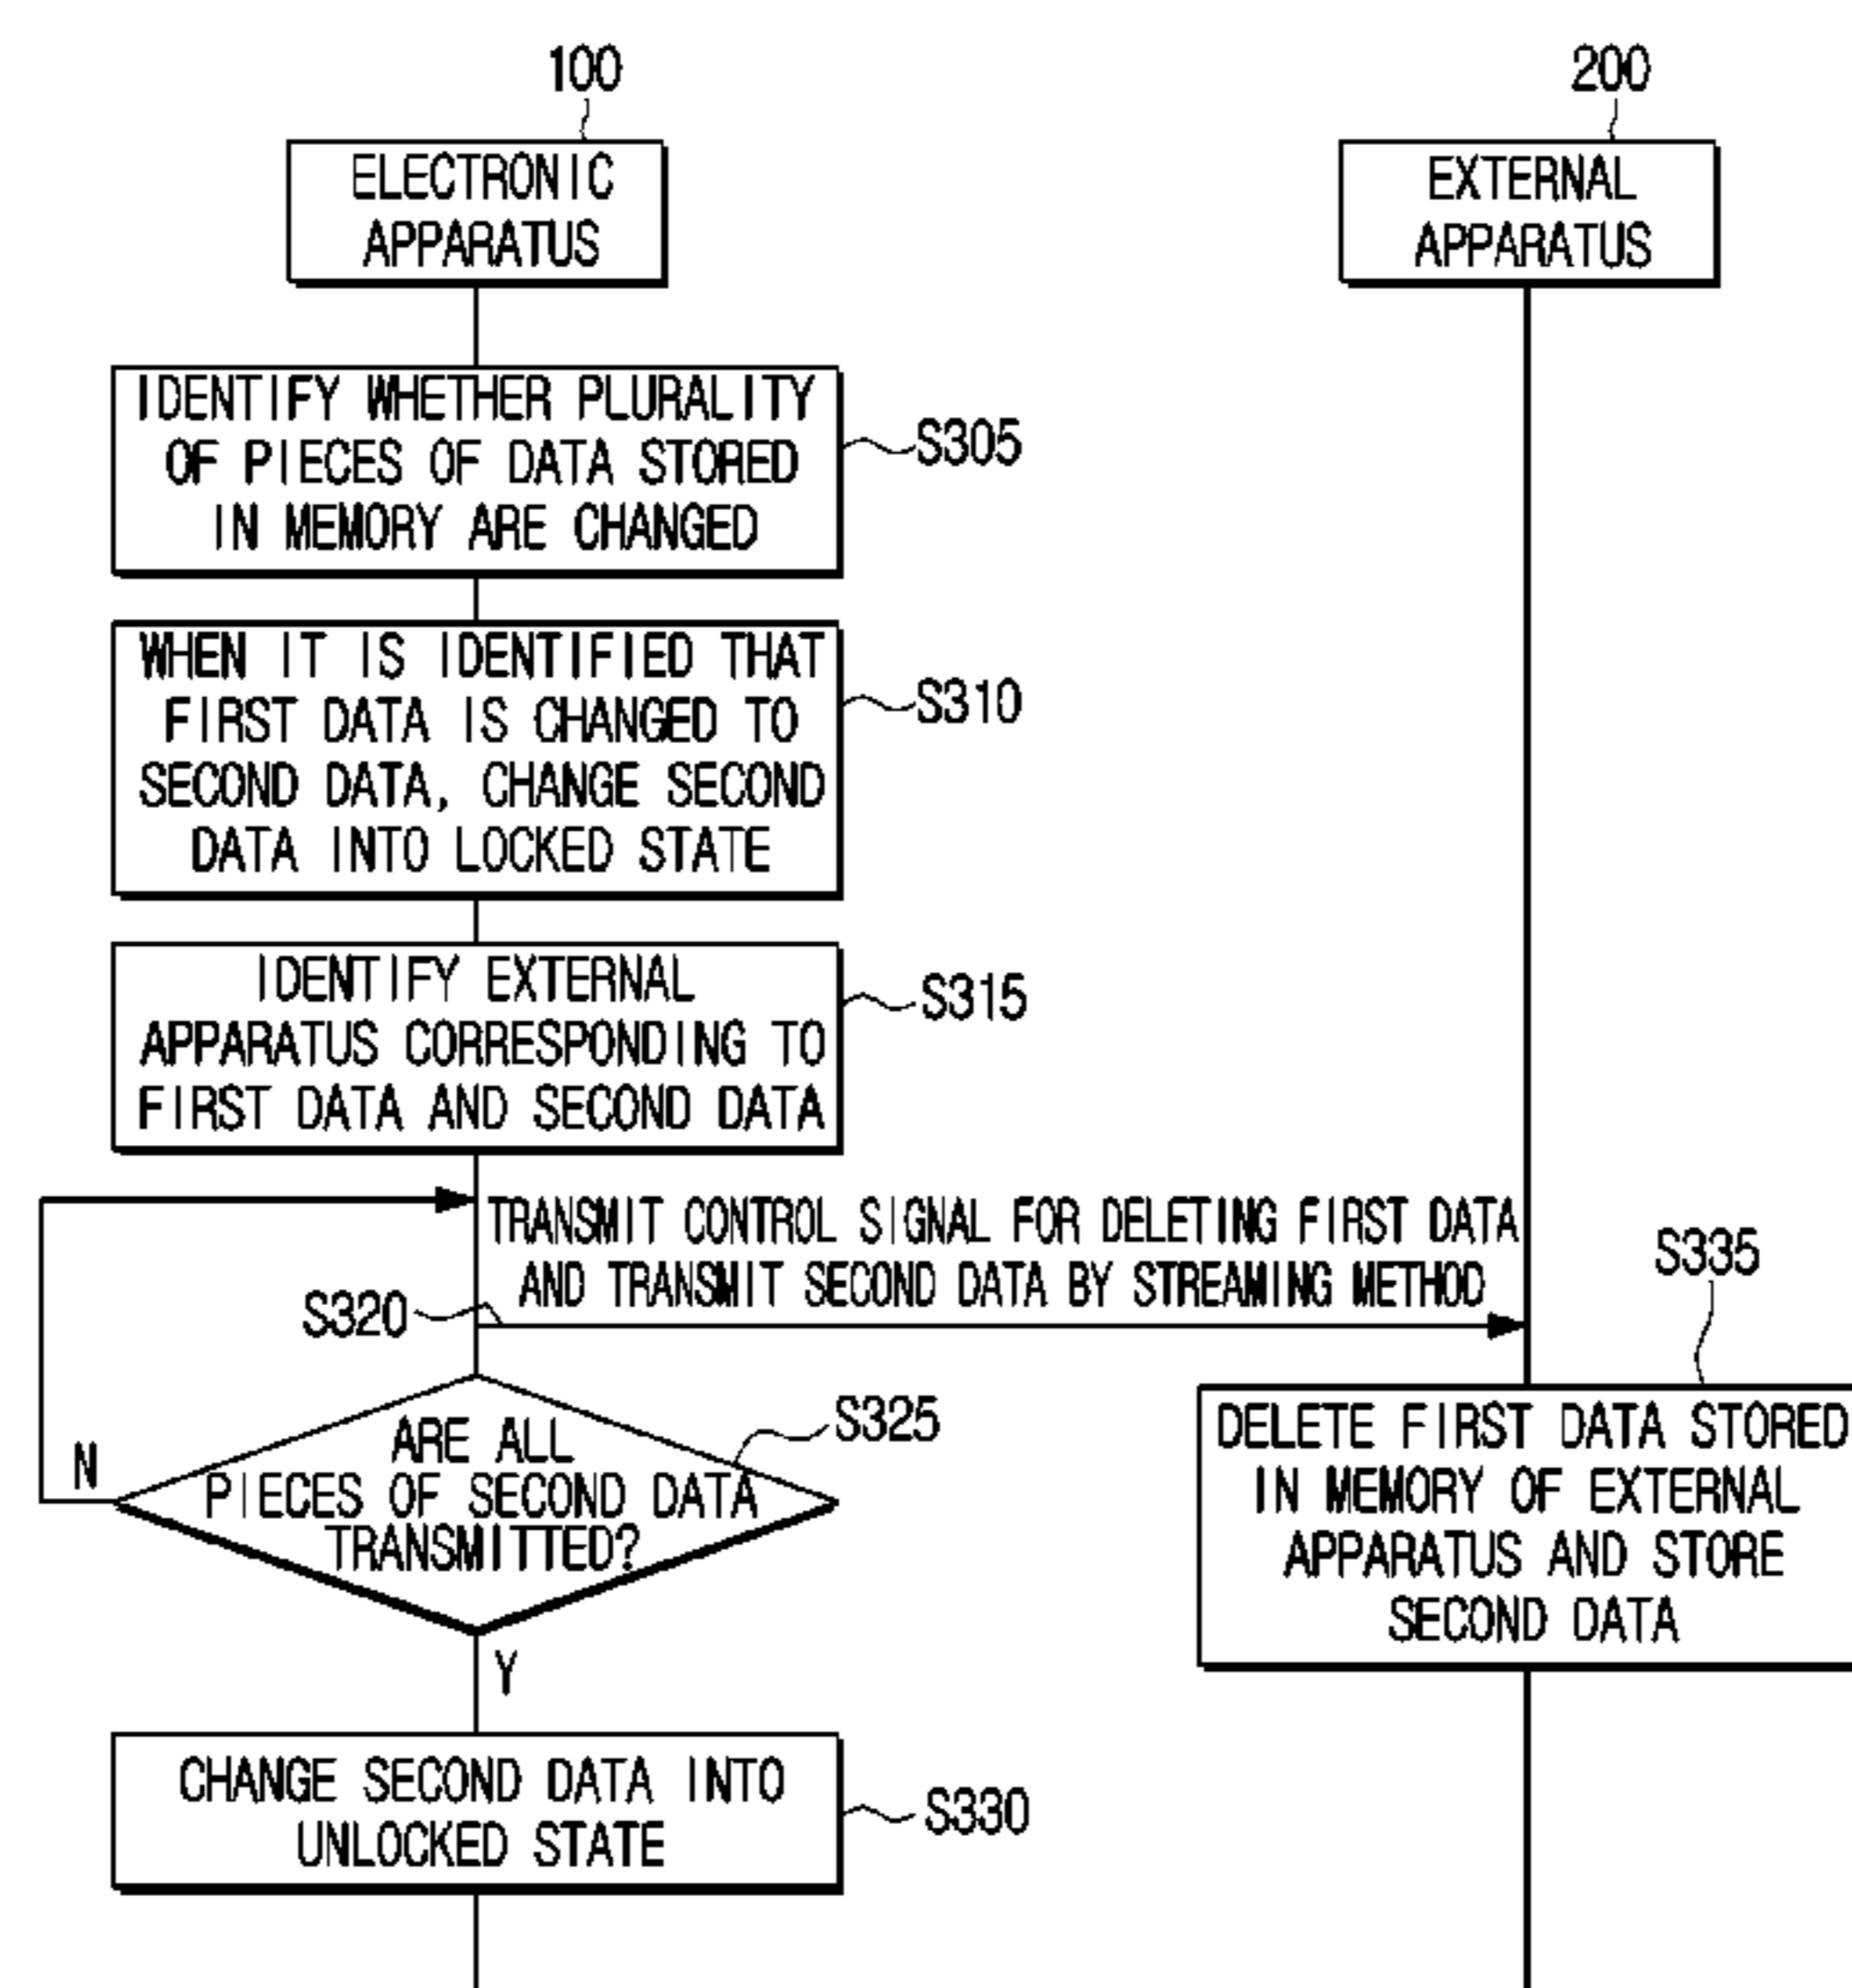 100
200
ELECTRONIC
APPARATUS
EXTERNAL
APPARATUS
IDENTIFY WHETHER PLURALITY
OF PIECES OF DATA STORED
IN MEMORY ARE CHANGED
S305
WHEN IT IS IDENTIFIED THAT
FIRST DATA IS CHANGED TO
SECOND DATA, CHANGE SECOND
DATA INTO LOCKED STATE
S310
IDENTIFY EXTERNAL
APPARATUS CORRESPONDING TO
FIRST DATA AND SECOND DATA
S315
TRANSMIT CONTROL SIGNAL FOR DELETING FIRST DATA
AND TRANSMIT SECOND DATA BY STREAMING METHOD
S320
ARE ALL
PIECES OF SECOND DATA
TRANSMITTED?
S325
N
Y
S335
DELETE FIRST DATA STORED
IN MEMORY OF EXTERNAL
APPARATUS AND STORE
SECOND DATA
CHANGE SECOND DATA INTO
UNLOCKED STATE
S330